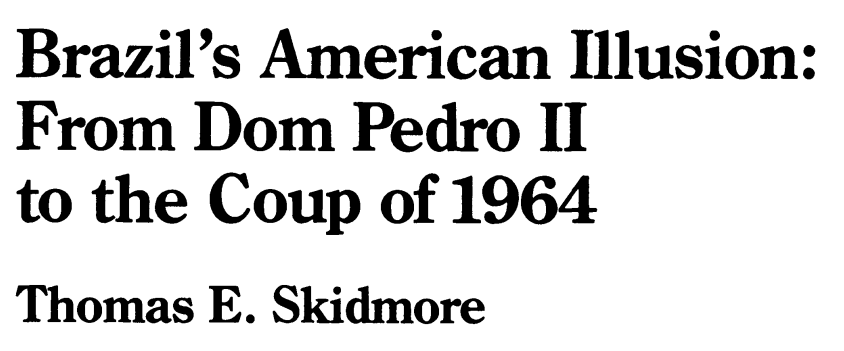 Brazil’s American Illusion:
From Dom Pedro II
to the Coup of 1964
Thomas E. Skidmore